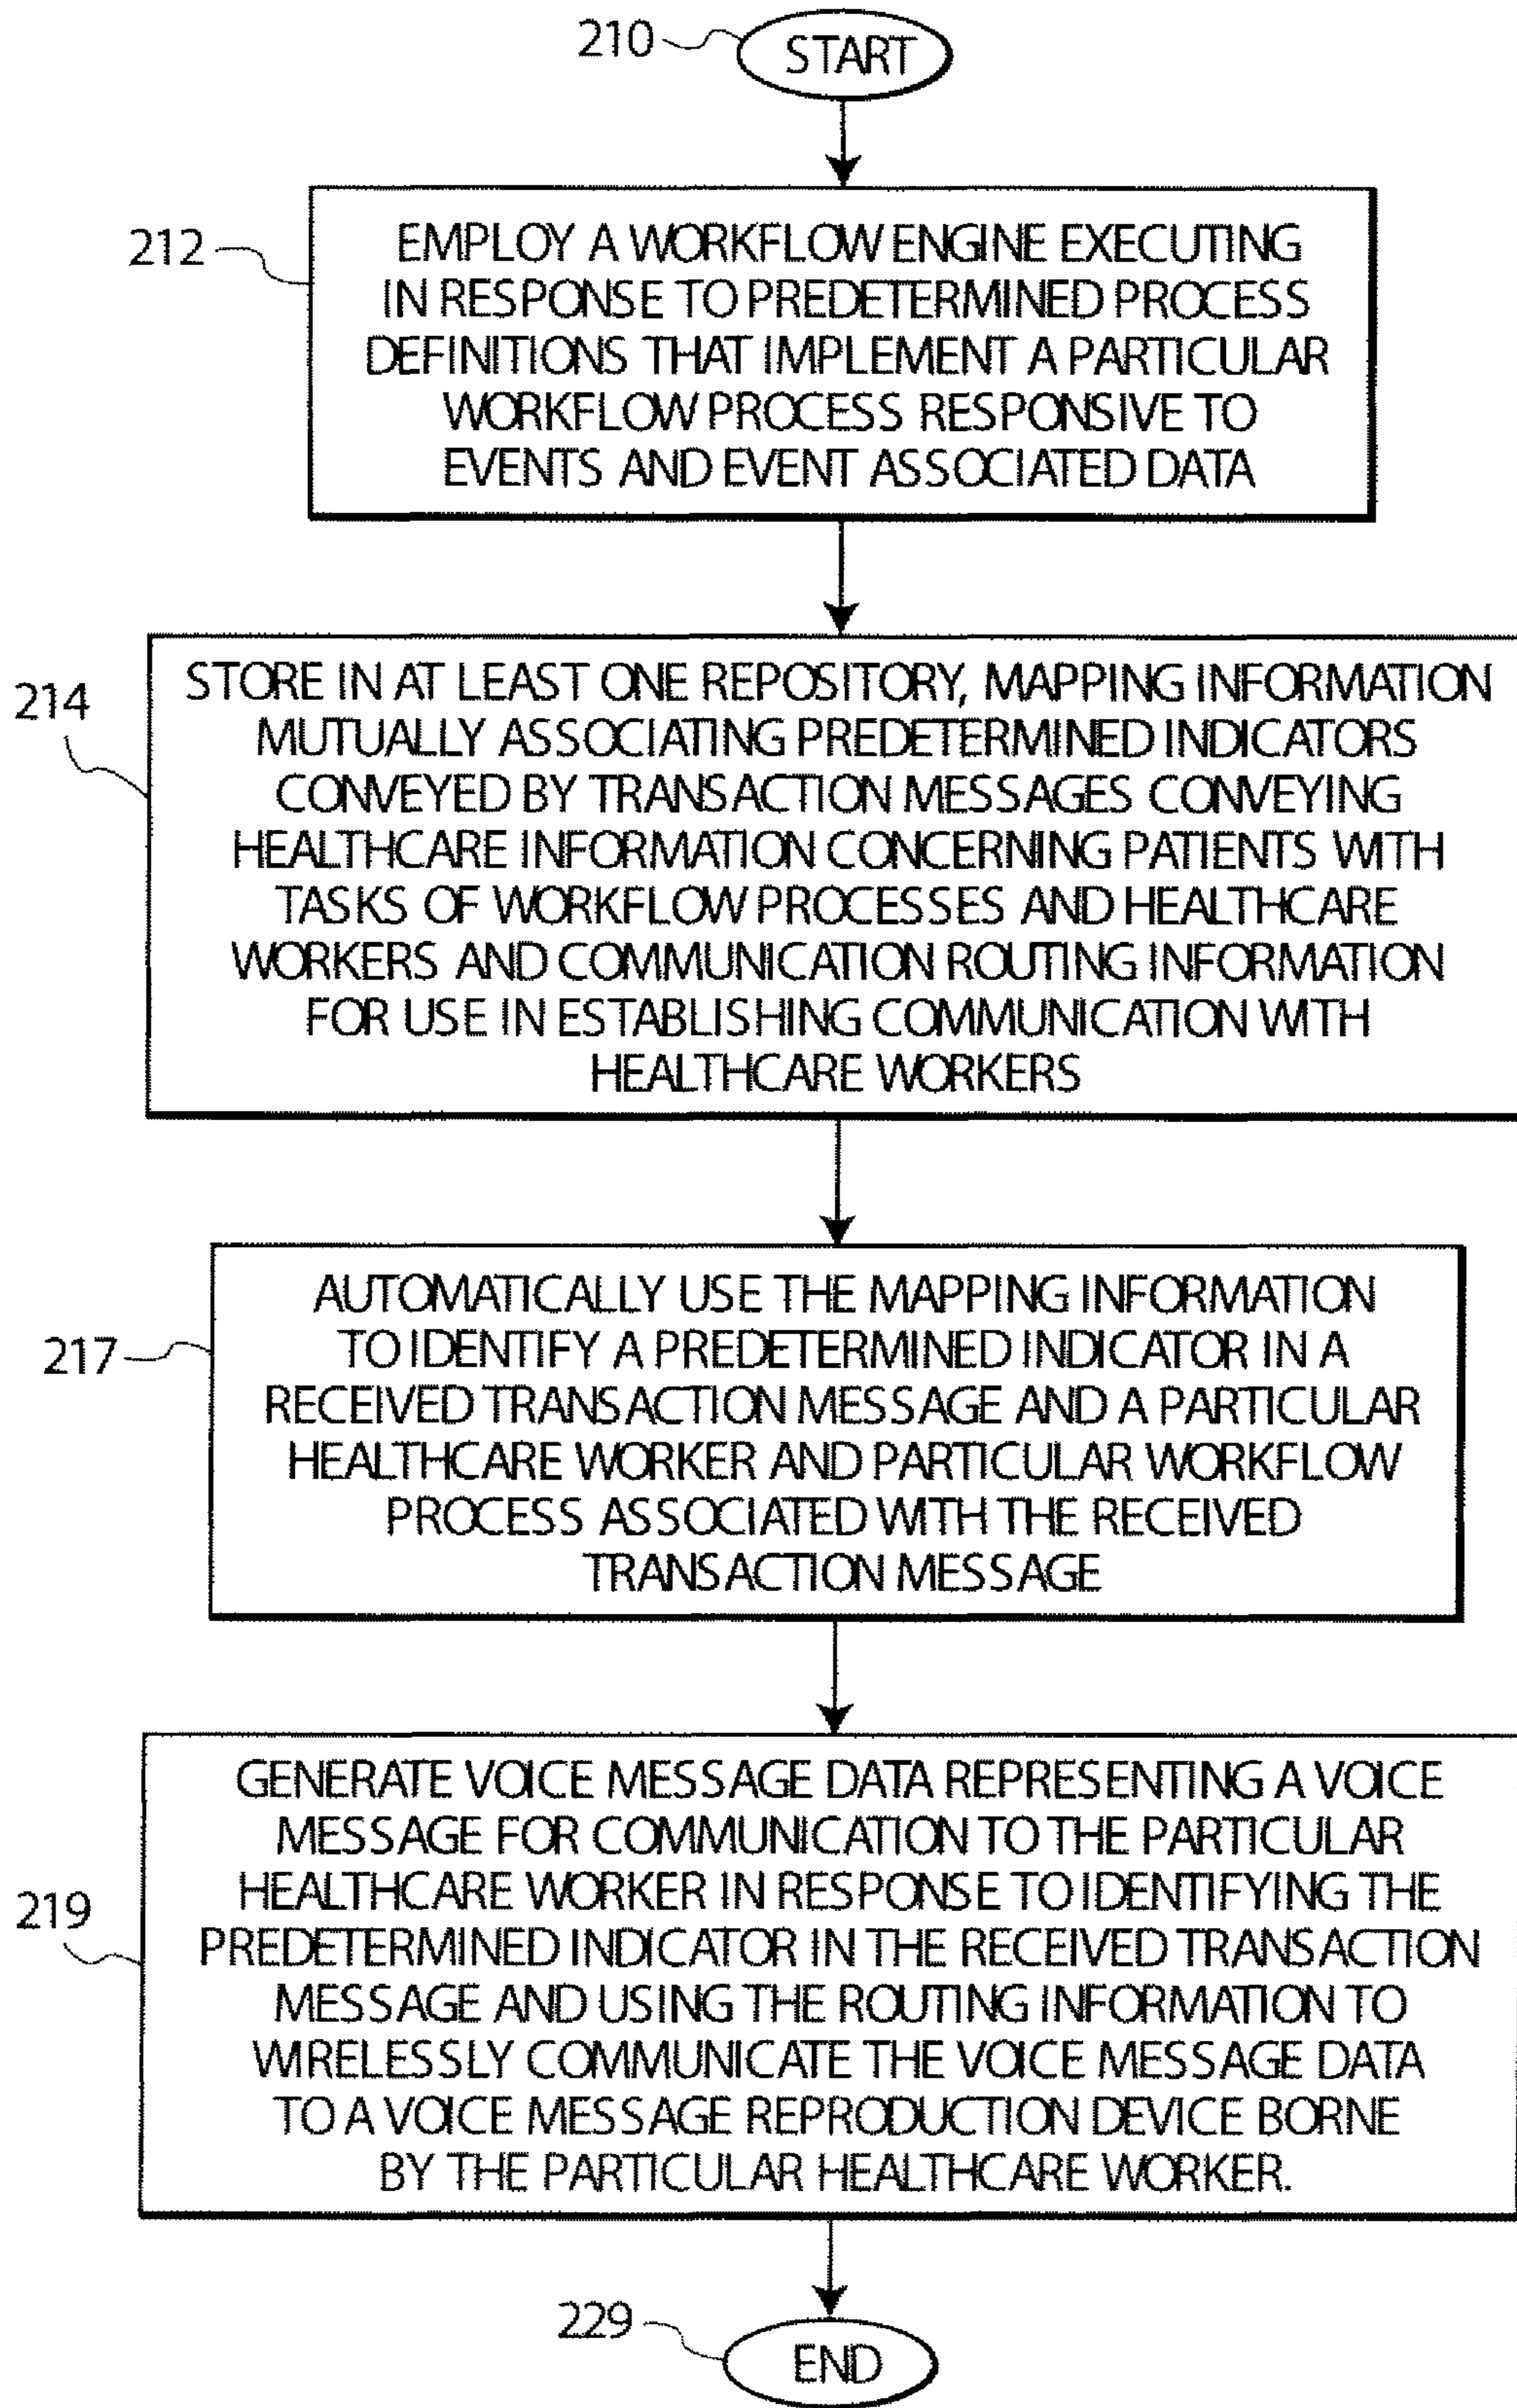 210
START
212
EMPLOY A WORKFLOW ENGINE EXECUTING
IN RESPONSE TO PREDETERMINED PROCESS
DEFINITIONS THAT IMPLEMENT A PARTICULAR
WORKFLOW PROCESS RESPONSIVE TO
EVENTS AND EVENT ASSOCIATED DATA
214
STORE IN AT LEAST ONE REPOSITORY, MAPPING INFORMATION
MUTUALLY ASSOCIATING PREDETERMINED INDICATORS
CONVEYED BY TRANSACTION MESSAGES CONVEYING
HEALTHCARE INFORMATION CONCERNING PATIENTS WITH
TASKS OF WORKFLOW PROCESSES AND HEALTHCARE
WORKERS AND COMMUNICATION ROUTING INFORMATION
FOR USE IN ESTABLISHING COMMUNICATION WITH
HEALTHCARE WORKERS
217
AUTOMATICALLY USE THE MAPPING INFORMATION
TO IDENTIFY A PREDETERMINED INDICATOR IN A
RECEIVED TRANSACTION MESSAGE AND A PARTICULAR
HEALTHCARE WORKER AND PARTICULAR WORKFLOW
PROCESS ASSOCIATED WITH THE RECEIVED
TRANSACTION MESSAGE
219
GENERATE VOICE MESSAGE DATA REPRESENTING A VOICE
MESSAGE FOR COMMUNICATION TO THE PARTICULAR
HEALTHCARE WORKER IN RESPONSE TO IDENTIFYING THE
PREDETERMINED INDICATOR IN THE RECEIVED TRANSACTION
MESSAGE AND USING THE ROUTING INFORMATION TO
WIRELESSLY COMMUNICATE THE VOICE MESSAGE DATA
TO A VOICE MESSAGE REPRODUCTION DEVICE BORNE
BY THE PARTICULAR HEALTHCARE WORKER.
229
END